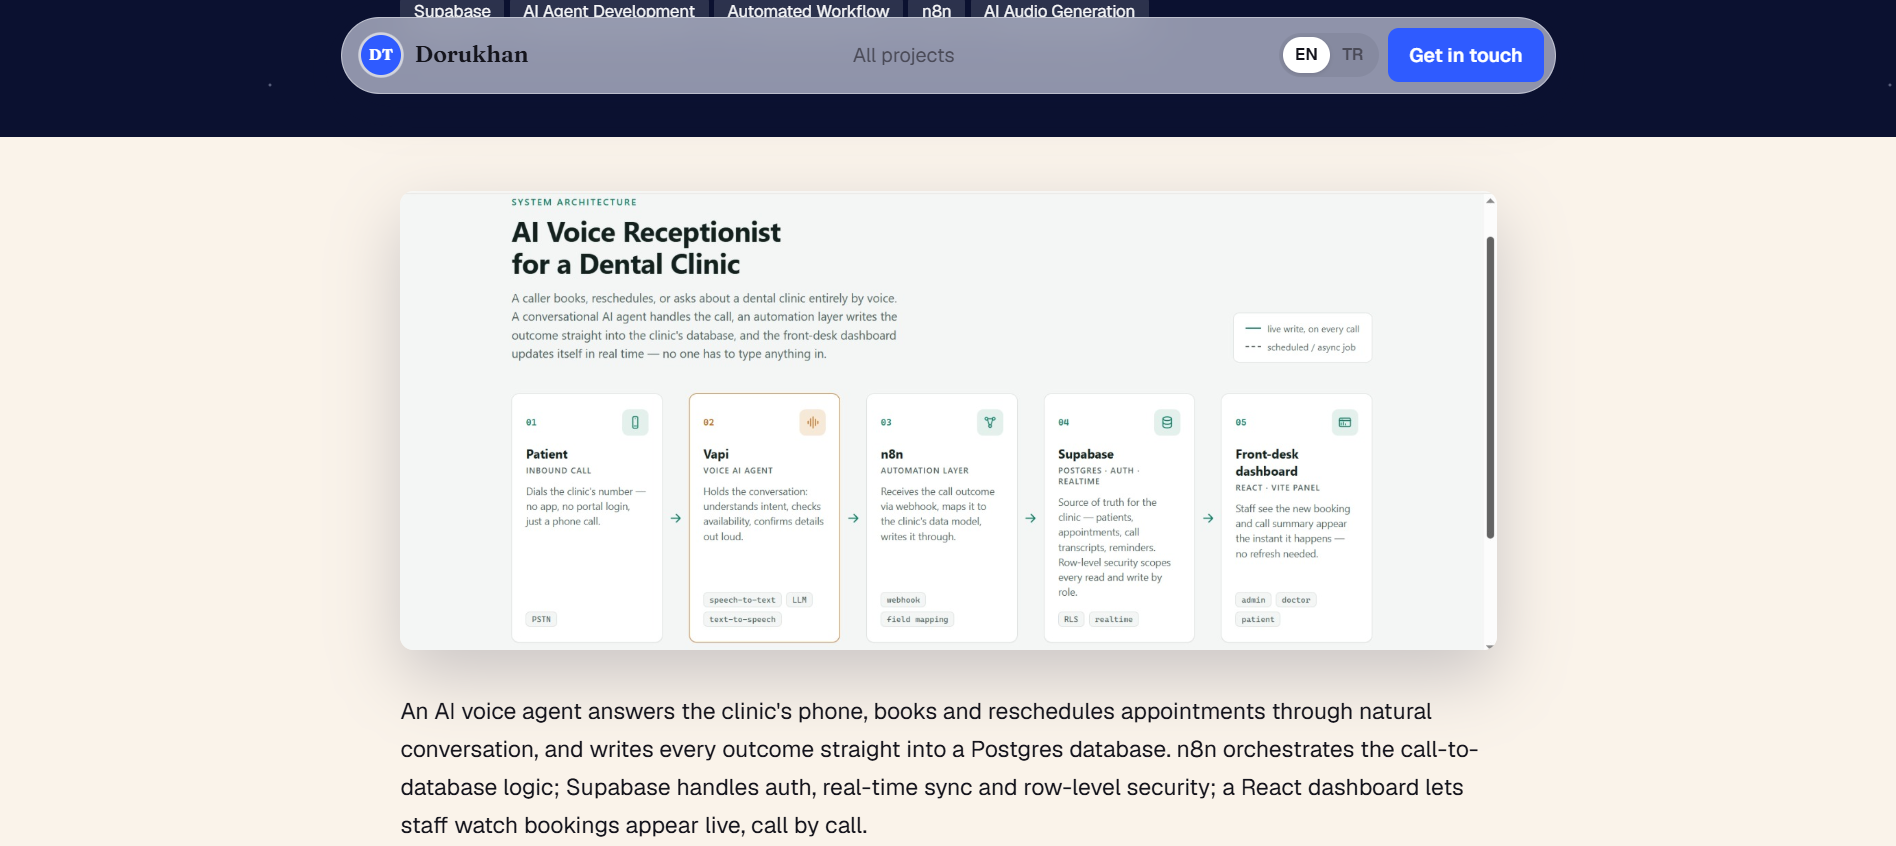 Supabase AI Agent Development Automated Workflow n8n AI Audio Generation
DT Dorukhan All projects EN TR Get in touch
SYSTEM ARCHITECTURE
AI Voice Receptionist
for a Dental Clinic
A caller books, reschedules, or asks about a dental clinic entirely by voice.
A conversational AI agent handles the call, an automation layer writes the
outcome straight into the clinic's database, and the front-desk dashboard
updates itself in real time — no one has to type anything in.
live write, on every call
scheduled / async job
01
Patient
INBOUND CALL
Dials the clinic's number —
no app, no portal login,
just a phone call.
PSTN
02
Vapi
VOICE AI AGENT
Holds the conversation:
understands intent, checks
availability, confirms details
out loud.
speech-to-text LLM
text-to-speech
03
n8n
AUTOMATION LAYER
Receives the call outcome
via webhook, maps it to
the clinic's data model,
writes it through.
webhook
field mapping
04
Supabase
POSTGRES · AUTH ·
REALTIME
Source of truth for the
clinic — patients,
appointments, call
transcripts, reminders.
Row-level security scopes
every read and write by
role.
RLS realtime
05
Front-desk
dashboard
REACT · VITE PANEL
Staff see the new booking
and call summary appear
the instant it happens —
no refresh needed.
admin doctor
patient
An AI voice agent answers the clinic's phone, books and reschedules appointments through natural
conversation, and writes every outcome straight into a Postgres database. n8n orchestrates the call-to-
database logic; Supabase handles auth, real-time sync and row-level security; a React dashboard lets
staff watch bookings appear live, call by call.